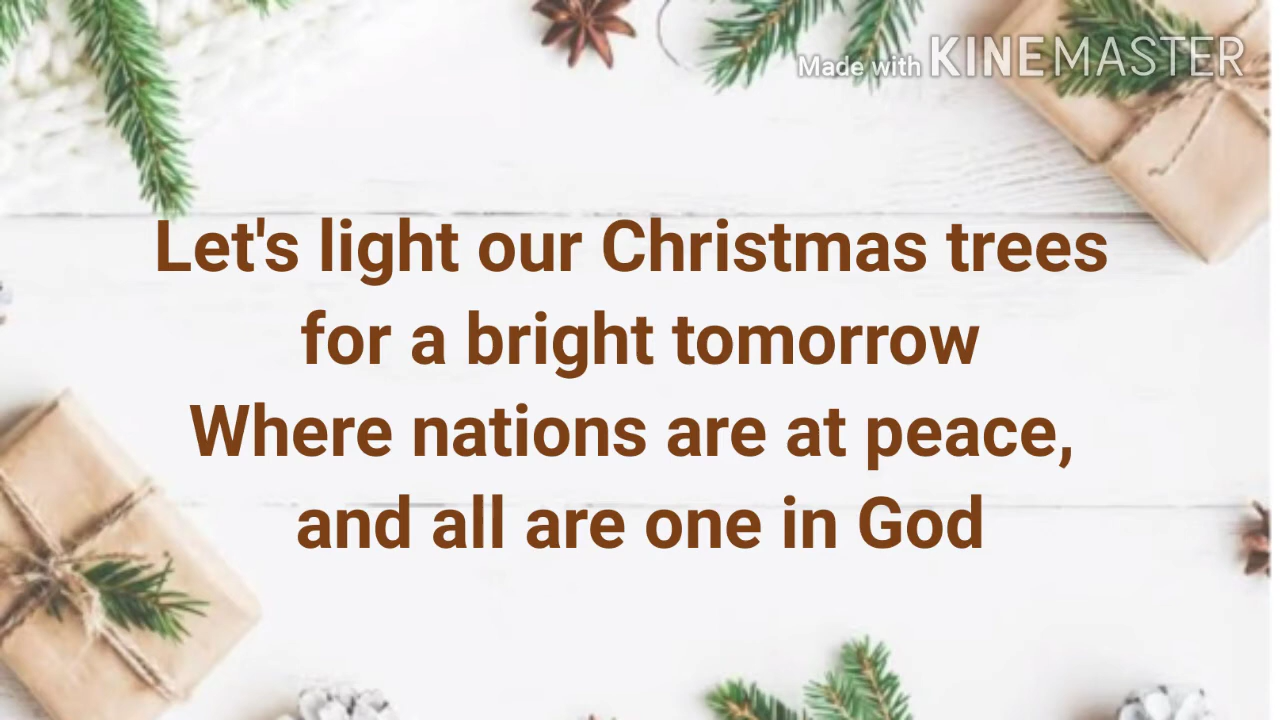 Made with KINEMASTER
Let's light our Christmas trees
for a bright tomorrow
Where nations are at peace,
and all are one in God